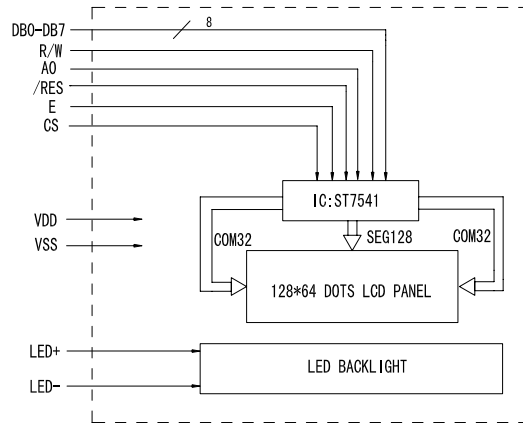 DB0-DB7
8
R/W
A0
/RES
E
CS
IC:ST7541
VDD
COM32
SEG128
COM32
VSS
128*64 DOTS LCD PANEL
LED+
LED BACKLIGHT
LED-